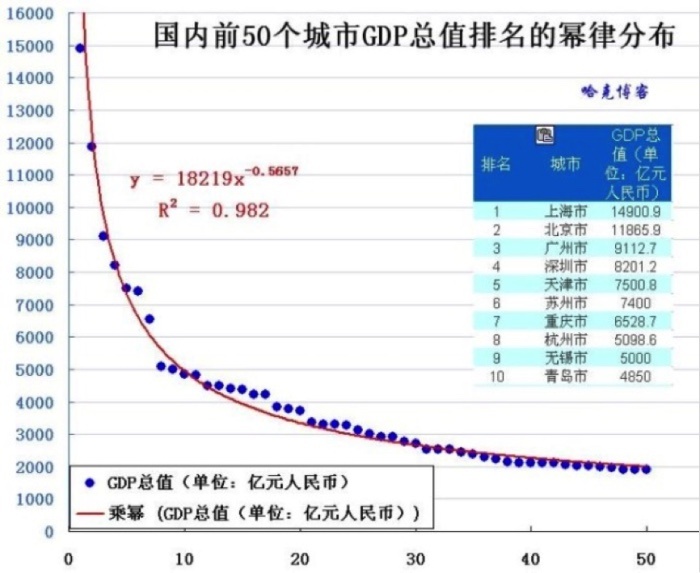 国内前50个城市GDP总值排名的幂律分布
哈克博客
y = 18219x^-0.5657
R² = 0.982
排名 城市 GDP总值（单位：亿元人民币）
1 上海市 14900.9
2 北京市 11865.9
3 广州市 9112.7
4 深圳市 8201.2
5 天津市 7500.8
6 苏州市 7400
7 重庆市 6528.7
8 杭州市 5098.6
9 无锡市 5000
10 青岛市 4850
16000
15000
14000
13000
12000
11000
10000
9000
8000
7000
6000
5000
4000
3000
2000
1000
0
GDP总值（单位：亿元人民币）
乘幂 (GDP总值（单位：亿元人民币）)
0 10 20 30 40 50